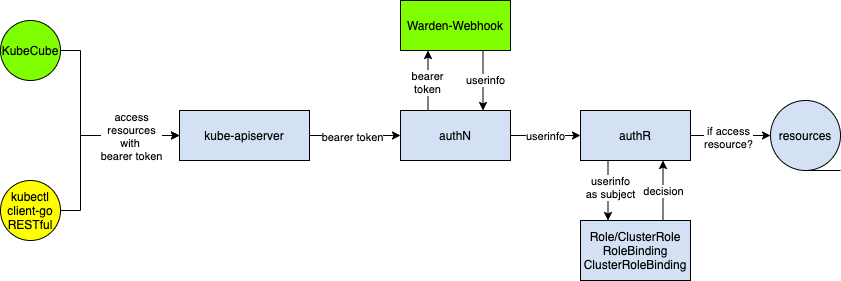 KubeCube
kubectl
client-go
RESTful
access
resources
with
bearer token
kube-apiserver
bearer token
Warden-Webhook
bearer
token
userinfo
authN
userinfo
authR
userinfo
as subject
decision
Role/ClusterRole
RoleBinding
ClusterRoleBinding
if access
resource?
resources